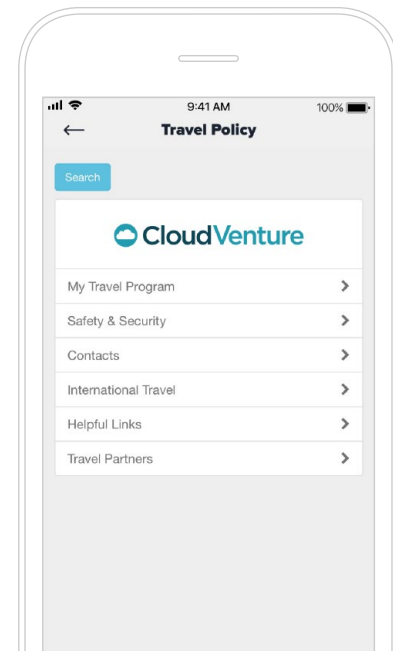 9:41 AM 100%
Travel Policy
Search
CloudVenture
My Travel Program
Safety & Security
Contacts
International Travel
Helpful Links
Travel Partners